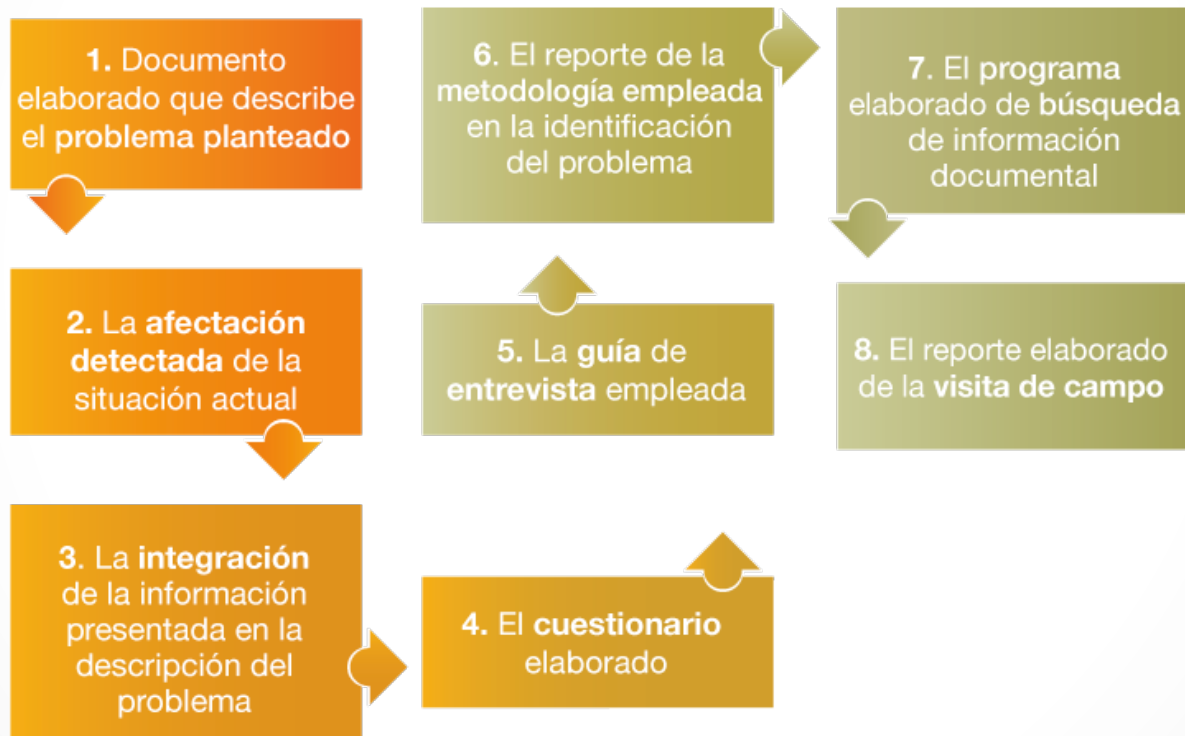 1. Documento
elaborado que describe
el problema planteado
2. La afectación
detectada de la
situación actual
3. La integración
de la información
presentada en la
descripción del
problema
4. El cuestionario
elaborado
5. La guía de
entrevista empleada
6. El reporte de la
metodología empleada
en la identificación
del problema
7. El programa
elaborado de búsqueda
de información
documental
8. El reporte elaborado
de la visita de campo